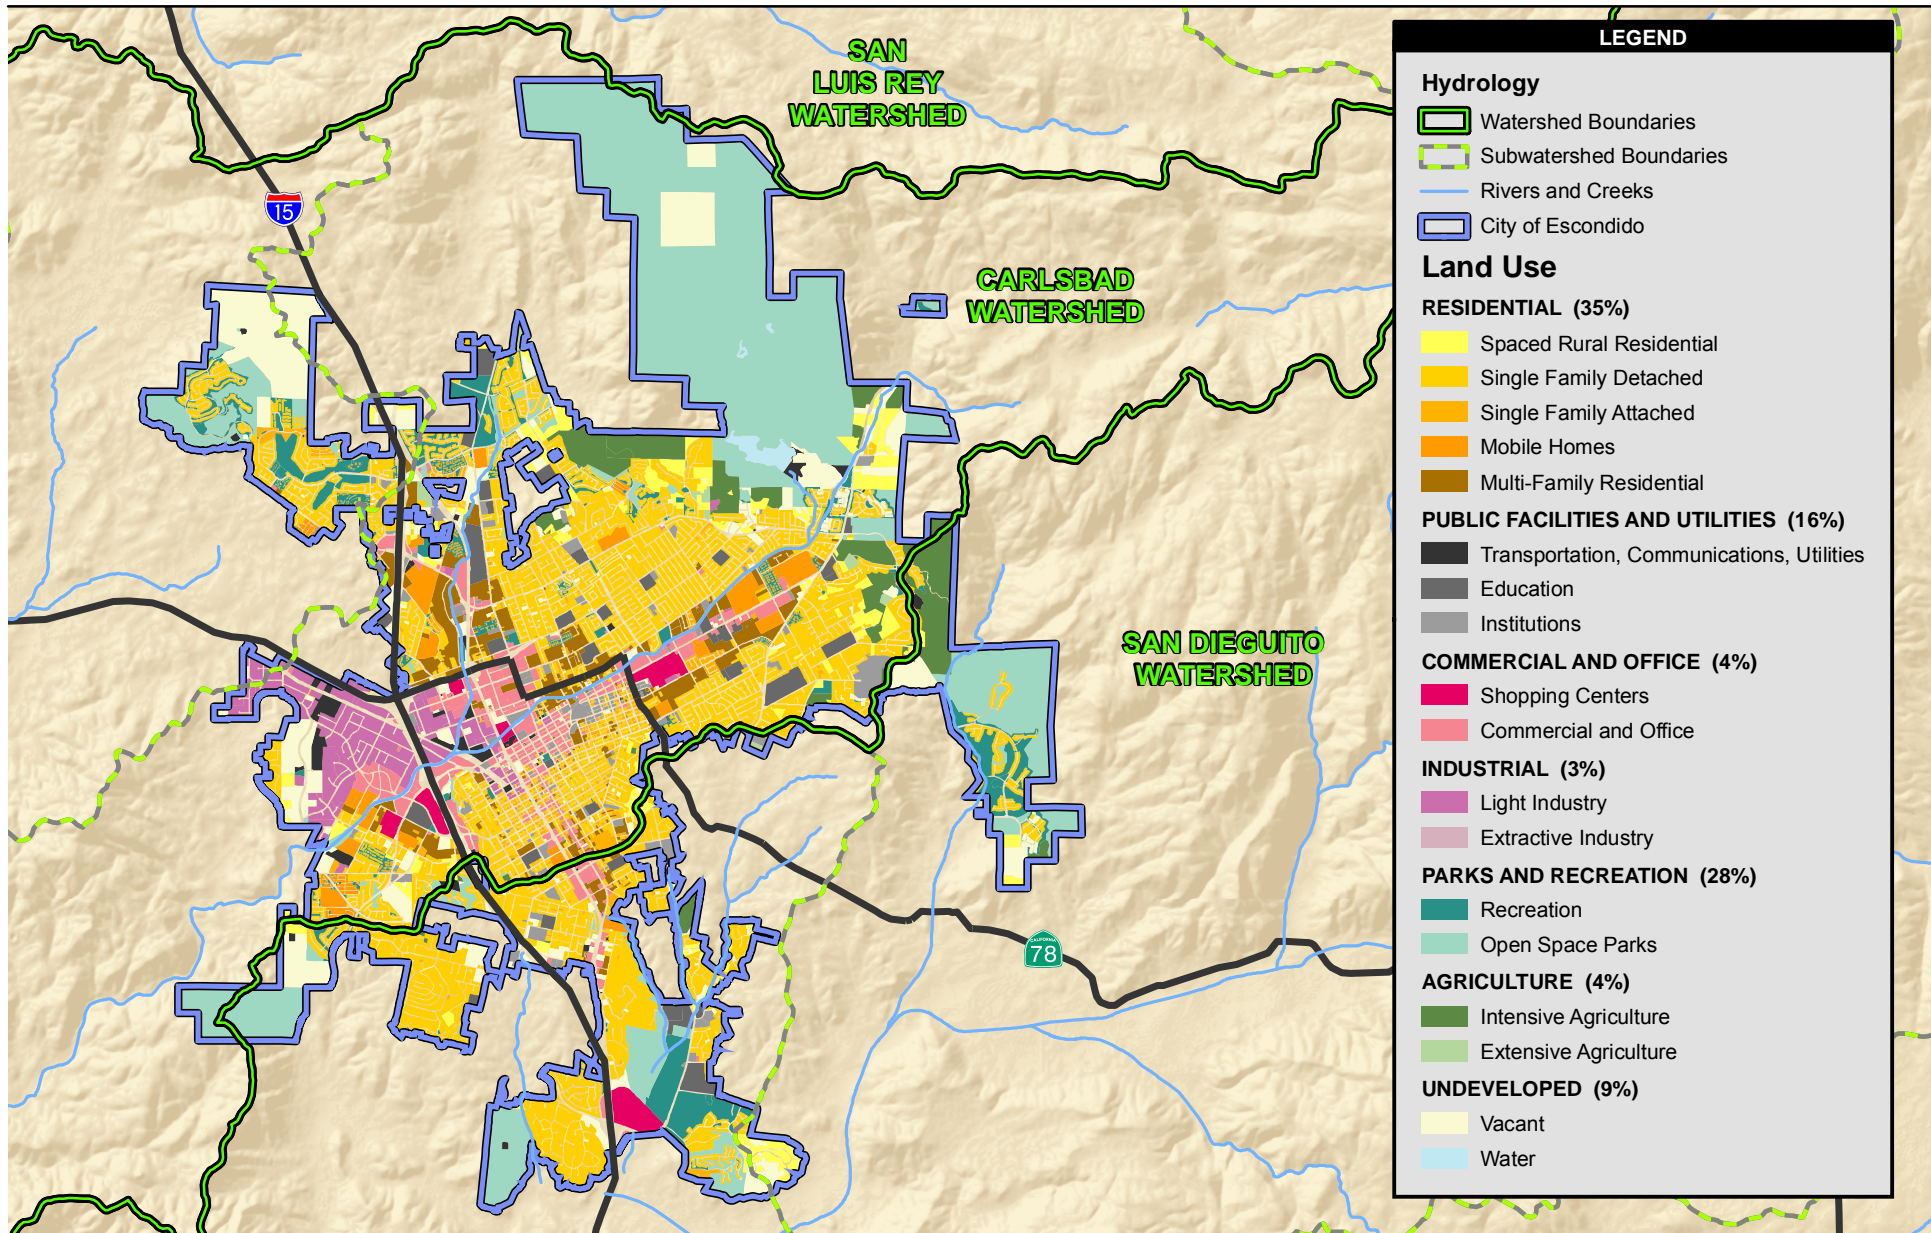 SAN
LUIS REY
WATERSHED
15
CARLSBAD
WATERSHED
SAN DIEGUITO
WATERSHED
CALIFORNIA
78
LEGEND
Hydrology
Watershed Boundaries
Subwatershed Boundaries
Rivers and Creeks
City of Escondido
Land Use
RESIDENTIAL (35%)
Spaced Rural Residential
Single Family Detached
Single Family Attached
Mobile Homes
Multi-Family Residential
PUBLIC FACILITIES AND UTILITIES (16%)
Transportation, Communications, Utilities
Education
Institutions
COMMERCIAL AND OFFICE (4%)
Shopping Centers
Commercial and Office
INDUSTRIAL (3%)
Light Industry
Extractive Industry
PARKS AND RECREATION (28%)
Recreation
Open Space Parks
AGRICULTURE (4%)
Intensive Agriculture
Extensive Agriculture
UNDEVELOPED (9%)
Vacant
Water